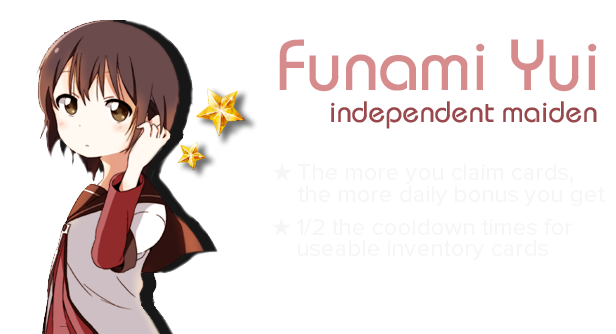 Funami Yui
independent maiden
★ The more you claim cards,
the more daily bonus you get
★ 1/2 the cooldown times for
useable inventory cards